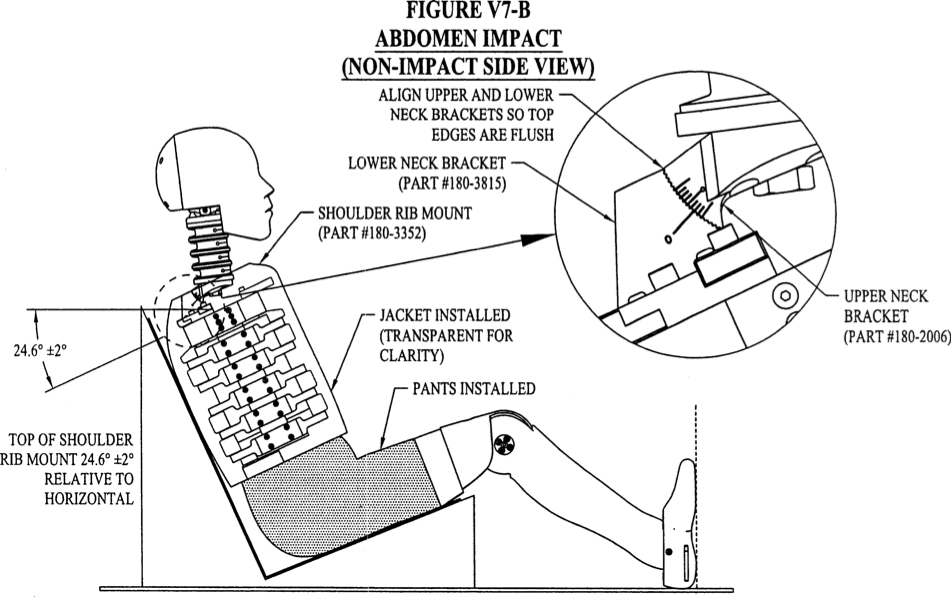 FIGURE V7-B
ABDOMEN IMPACT
(NON-IMPACT SIDE VIEW)
ALIGN UPPER AND LOWER
NECK BRACKETS SO TOP
EDGES ARE FLUSH
LOWER NECK BRACKET
(PART #180-3815)
SHOULDER RIB MOUNT
(PART #180-3352)
0
UPPER NECK
BRACKET
(PART #180-2006)
JACKET INSTALLED
(TRANSPARENT FOR
CLARITY)
24.6° ±2°
PANTS INSTALLED
TOP OF SHOULDER
RIB MOUNT 24.6° ±2°
RELATIVE TO
HORIZONTAL